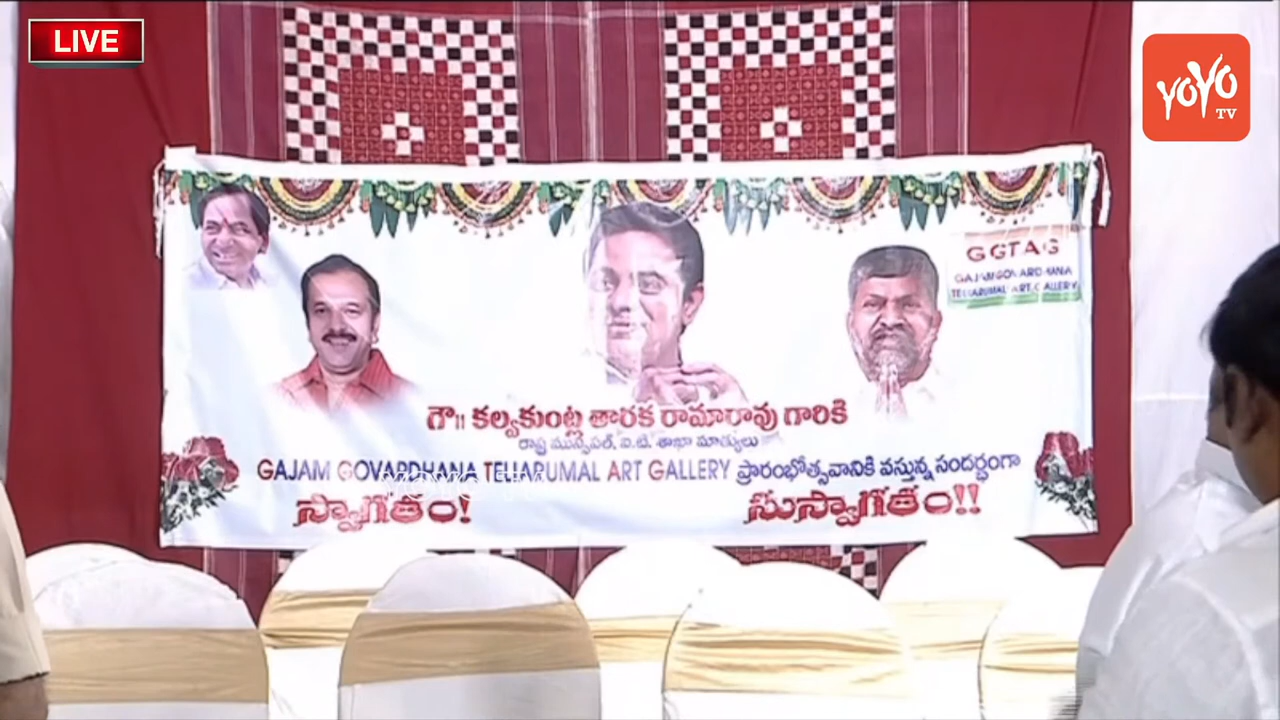 LIVE
YOYO
TV
GGTAG
GAJAM GOVARDHANA
TELIARUMAL ART GALLERY
గౌ॥ కల్వకుంట్ల తారక రామారావు గారికి
రాష్ట్ర మున్సిపల్, ఐ.టి. శాఖా మాత్యులు
GAJAM GOVARDHANA TELIARUMAL ART GALLERY ప్రారంభోత్సవానికి వస్తున్న సందర్భంగా
స్వాగతం! సుస్వాగతం!!